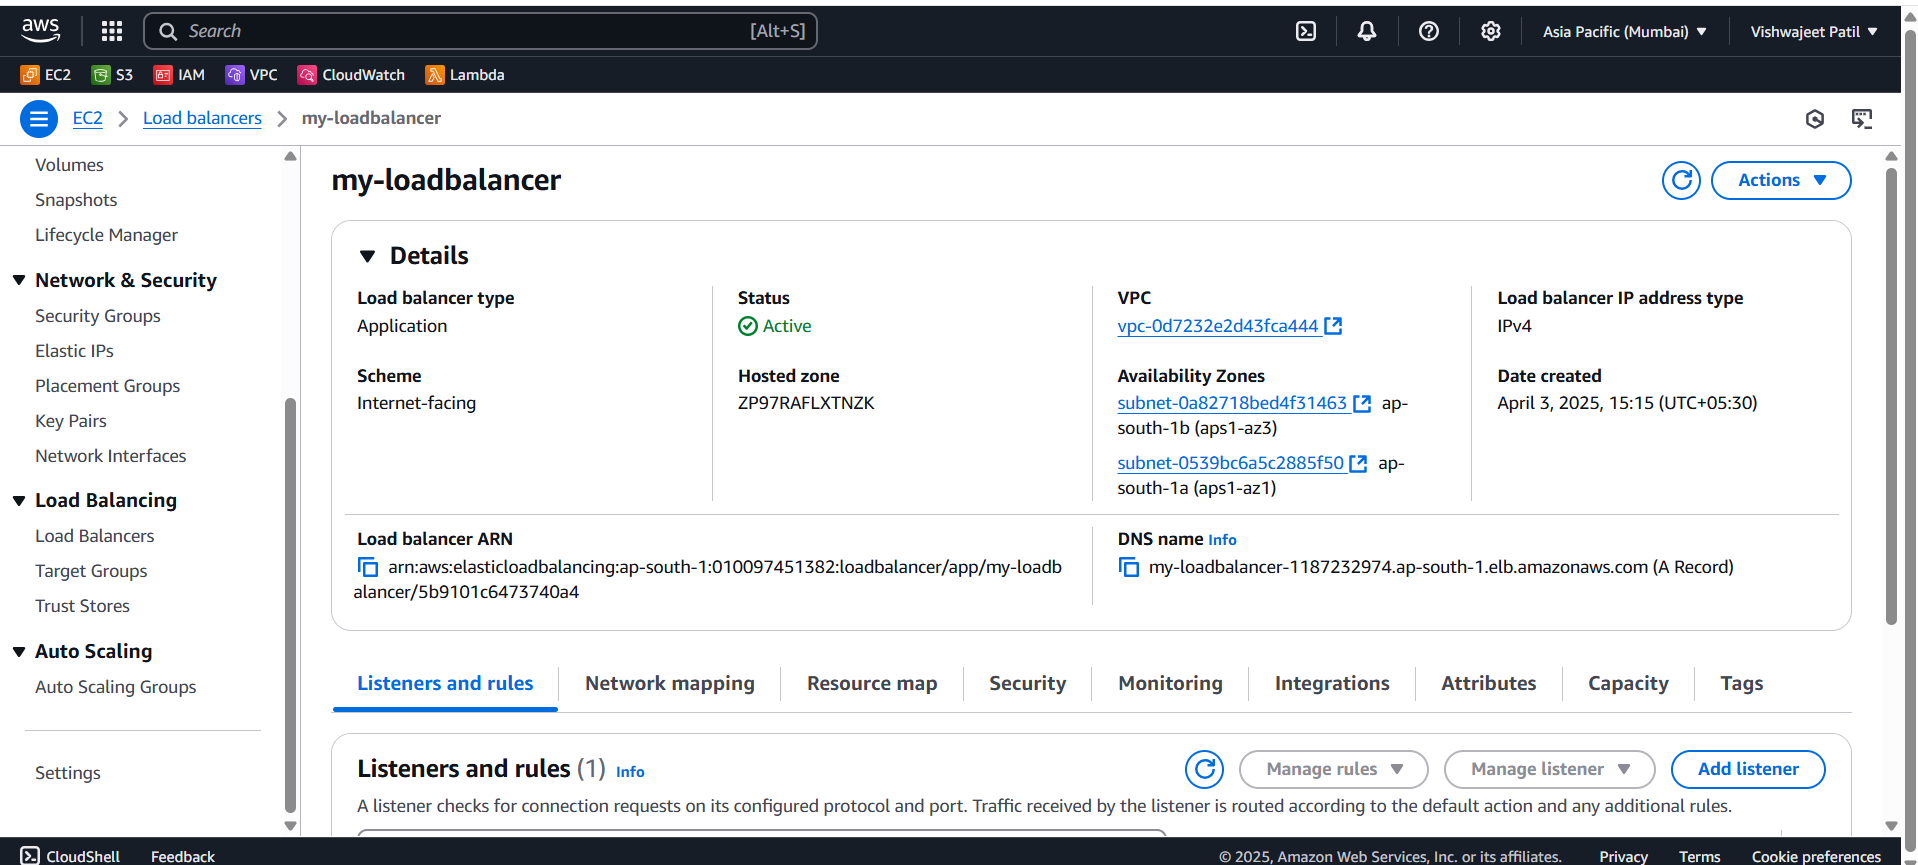 aws
Search [Alt+S]
Asia Pacific (Mumbai) Vishwajeet Patil
EC2 S3 IAM VPC CloudWatch Lambda
EC2 Load balancers my-loadbalancer
Volumes
Snapshots
Lifecycle Manager
Network & Security
Security Groups
Elastic IPs
Placement Groups
Key Pairs
Network Interfaces
Load Balancing
Load Balancers
Target Groups
Trust Stores
Auto Scaling
Auto Scaling Groups
Settings
my-loadbalancer
Actions
Details
Load balancer type
Application
Status
Active
VPC
vpc-0d7232e2d43fca444
Load balancer IP address type
IPv4
Scheme
Internet-facing
Hosted zone
ZP97RAFLXTNZK
Availability Zones
subnet-0a82718bed4f31463 ap-
south-1b (aps1-az3)
subnet-0539bc6a5c2885f50 ap-
south-1a (aps1-az1)
Date created
April 3, 2025, 15:15 (UTC+05:30)
Load balancer ARN
arn:aws:elasticloadbalancing:ap-south-1:010097451382:loadbalancer/app/my-loadb
alancer/5b9101c6473740a4
DNS name Info
my-loadbalancer-1187232974.ap-south-1.elb.amazonaws.com (A Record)
Listeners and rules Network mapping Resource map Security Monitoring Integrations Attributes Capacity Tags
Listeners and rules (1) Info
Manage rules Manage listener Add listener
A listener checks for connection requests on its configured protocol and port. Traffic received by the listener is routed according to the default action and any additional rules.
CloudShell Feedback © 2025, Amazon Web Services, Inc. or its affiliates. Privacy Terms Cookie preferences